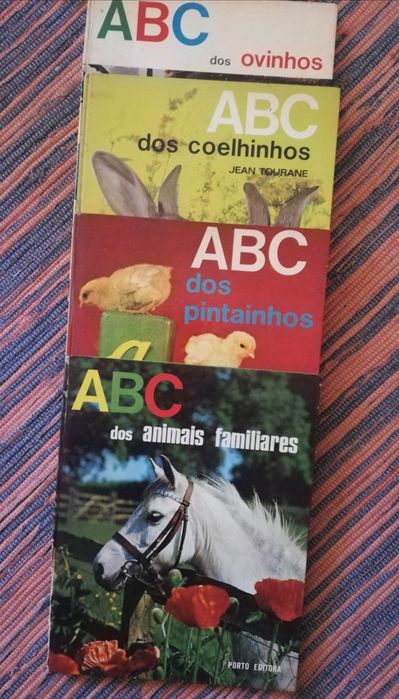 ABC
dos ovinhos
ABC
dos coelhinhos
JEAN TOURANE
ABC
dos
pintainhos
ABC
dos animais familiares
PORTO EDITORA